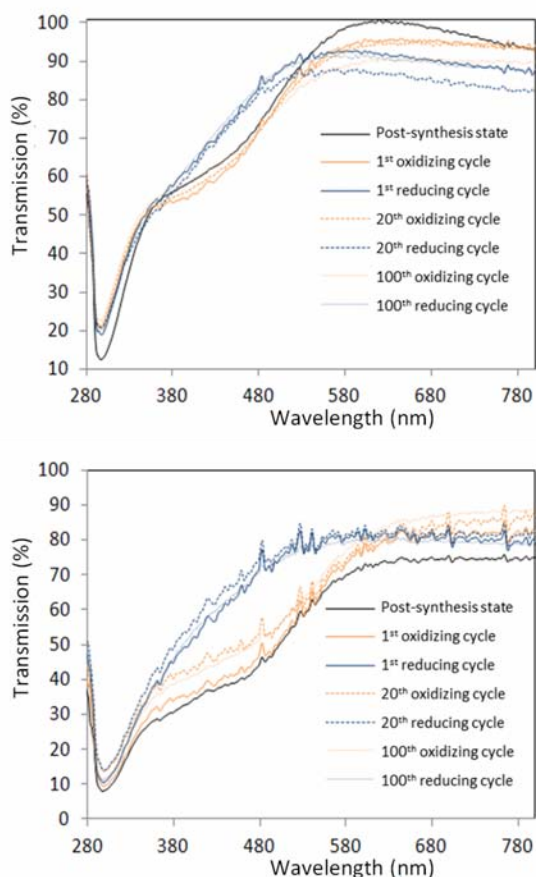 100
90
80
70
60
50
40
30
20
10
Transmission (%)
Post-synthesis state
1st oxidizing cycle
1st reducing cycle
20th oxidizing cycle
20th reducing cycle
100th oxidizing cycle
100th reducing cycle
280 380 480 580 680 780
Wavelength (nm)
100
90
80
70
60
50
40
30
20
10
0
Transmission (%)
Post-synthesis state
1st oxidizing cycle
1st reducing cycle
20th oxidizing cycle
20th reducing cycle
100th oxidizing cycle
100th reducing cycle
280 380 480 580 680 780
Wavelength (nm)